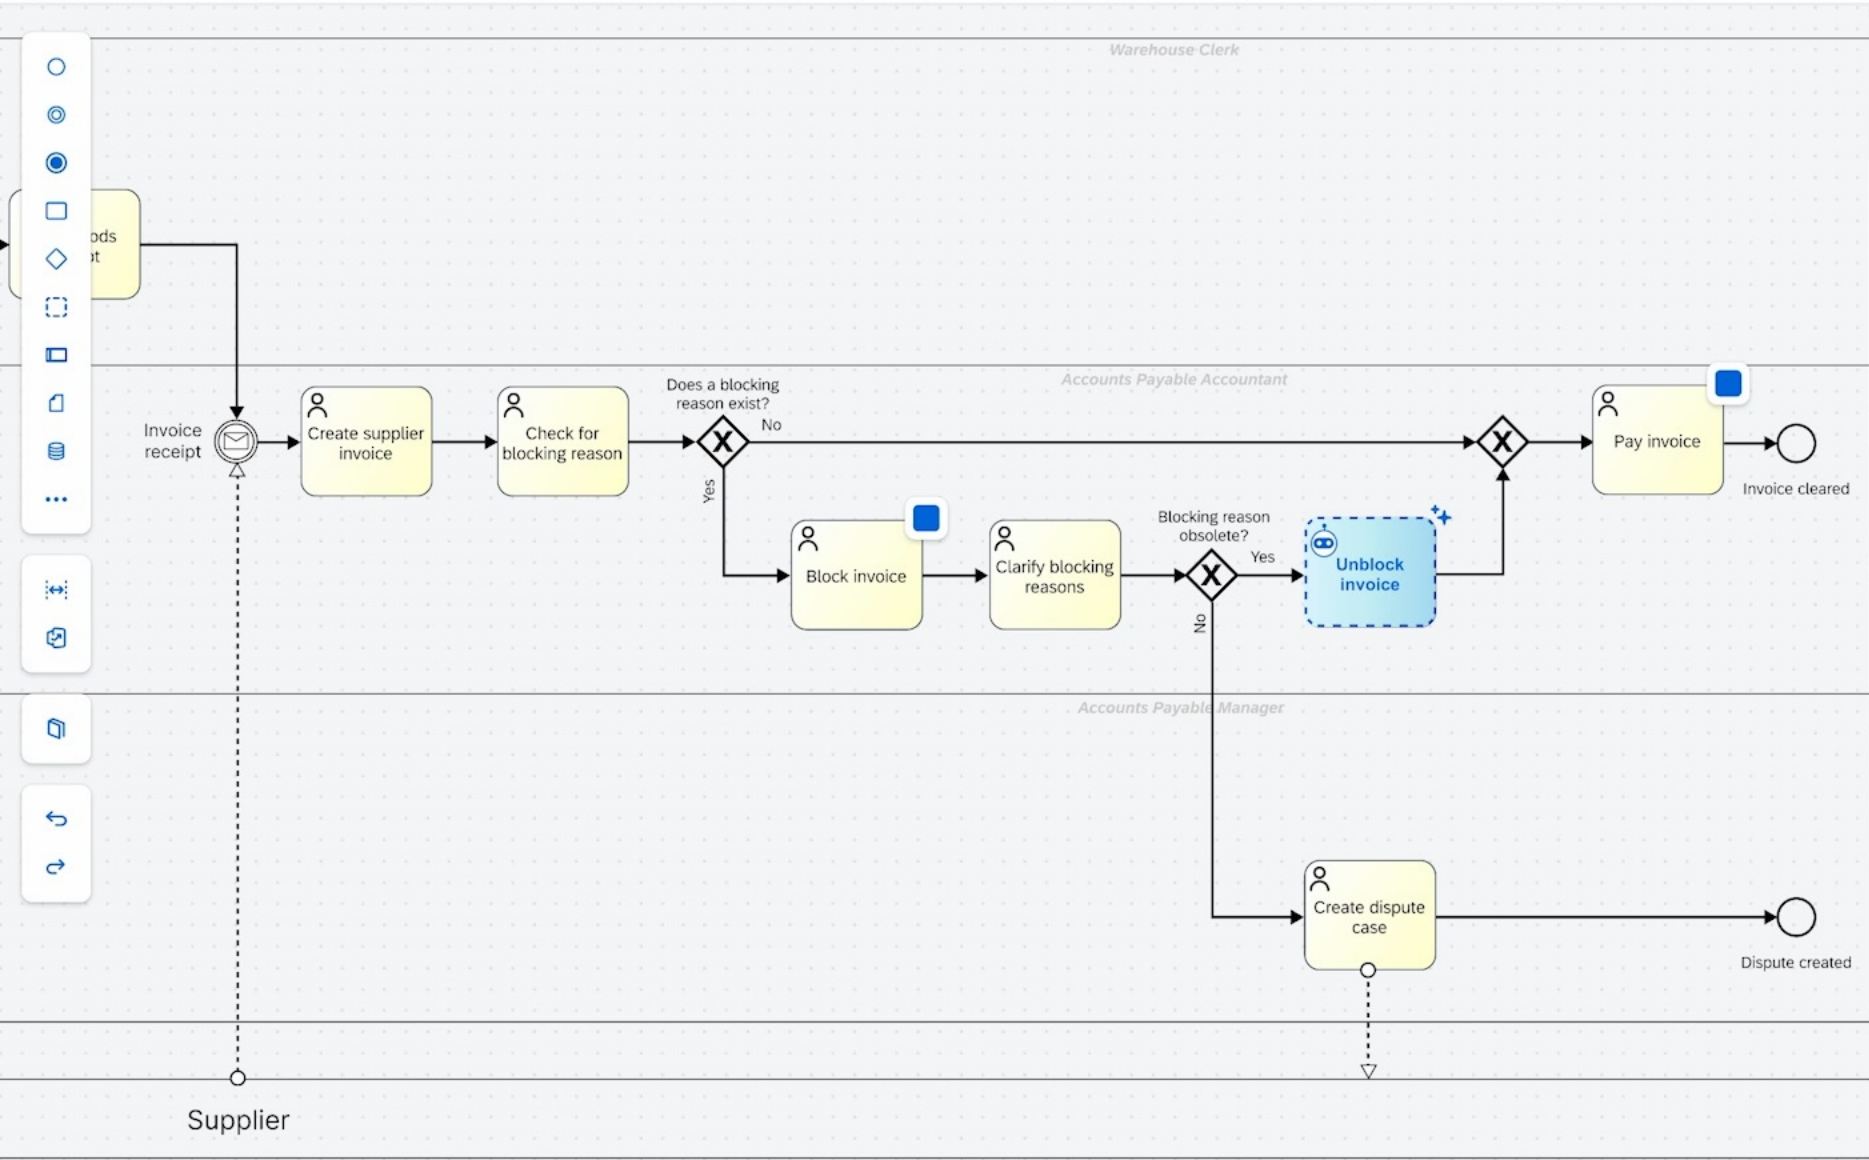 Warehouse Clerk
Accounts Payable Accountant
Invoice
receipt
Create supplier
invoice
Check for
blocking reason
Does a blocking
reason exist?
No
Yes
Block invoice
Clarify blocking
reasons
Blocking reason
obsolete?
Yes
No
Unblock
invoice
Pay invoice
Invoice cleared
Accounts Payable Manager
Create dispute
case
Dispute created
Supplier